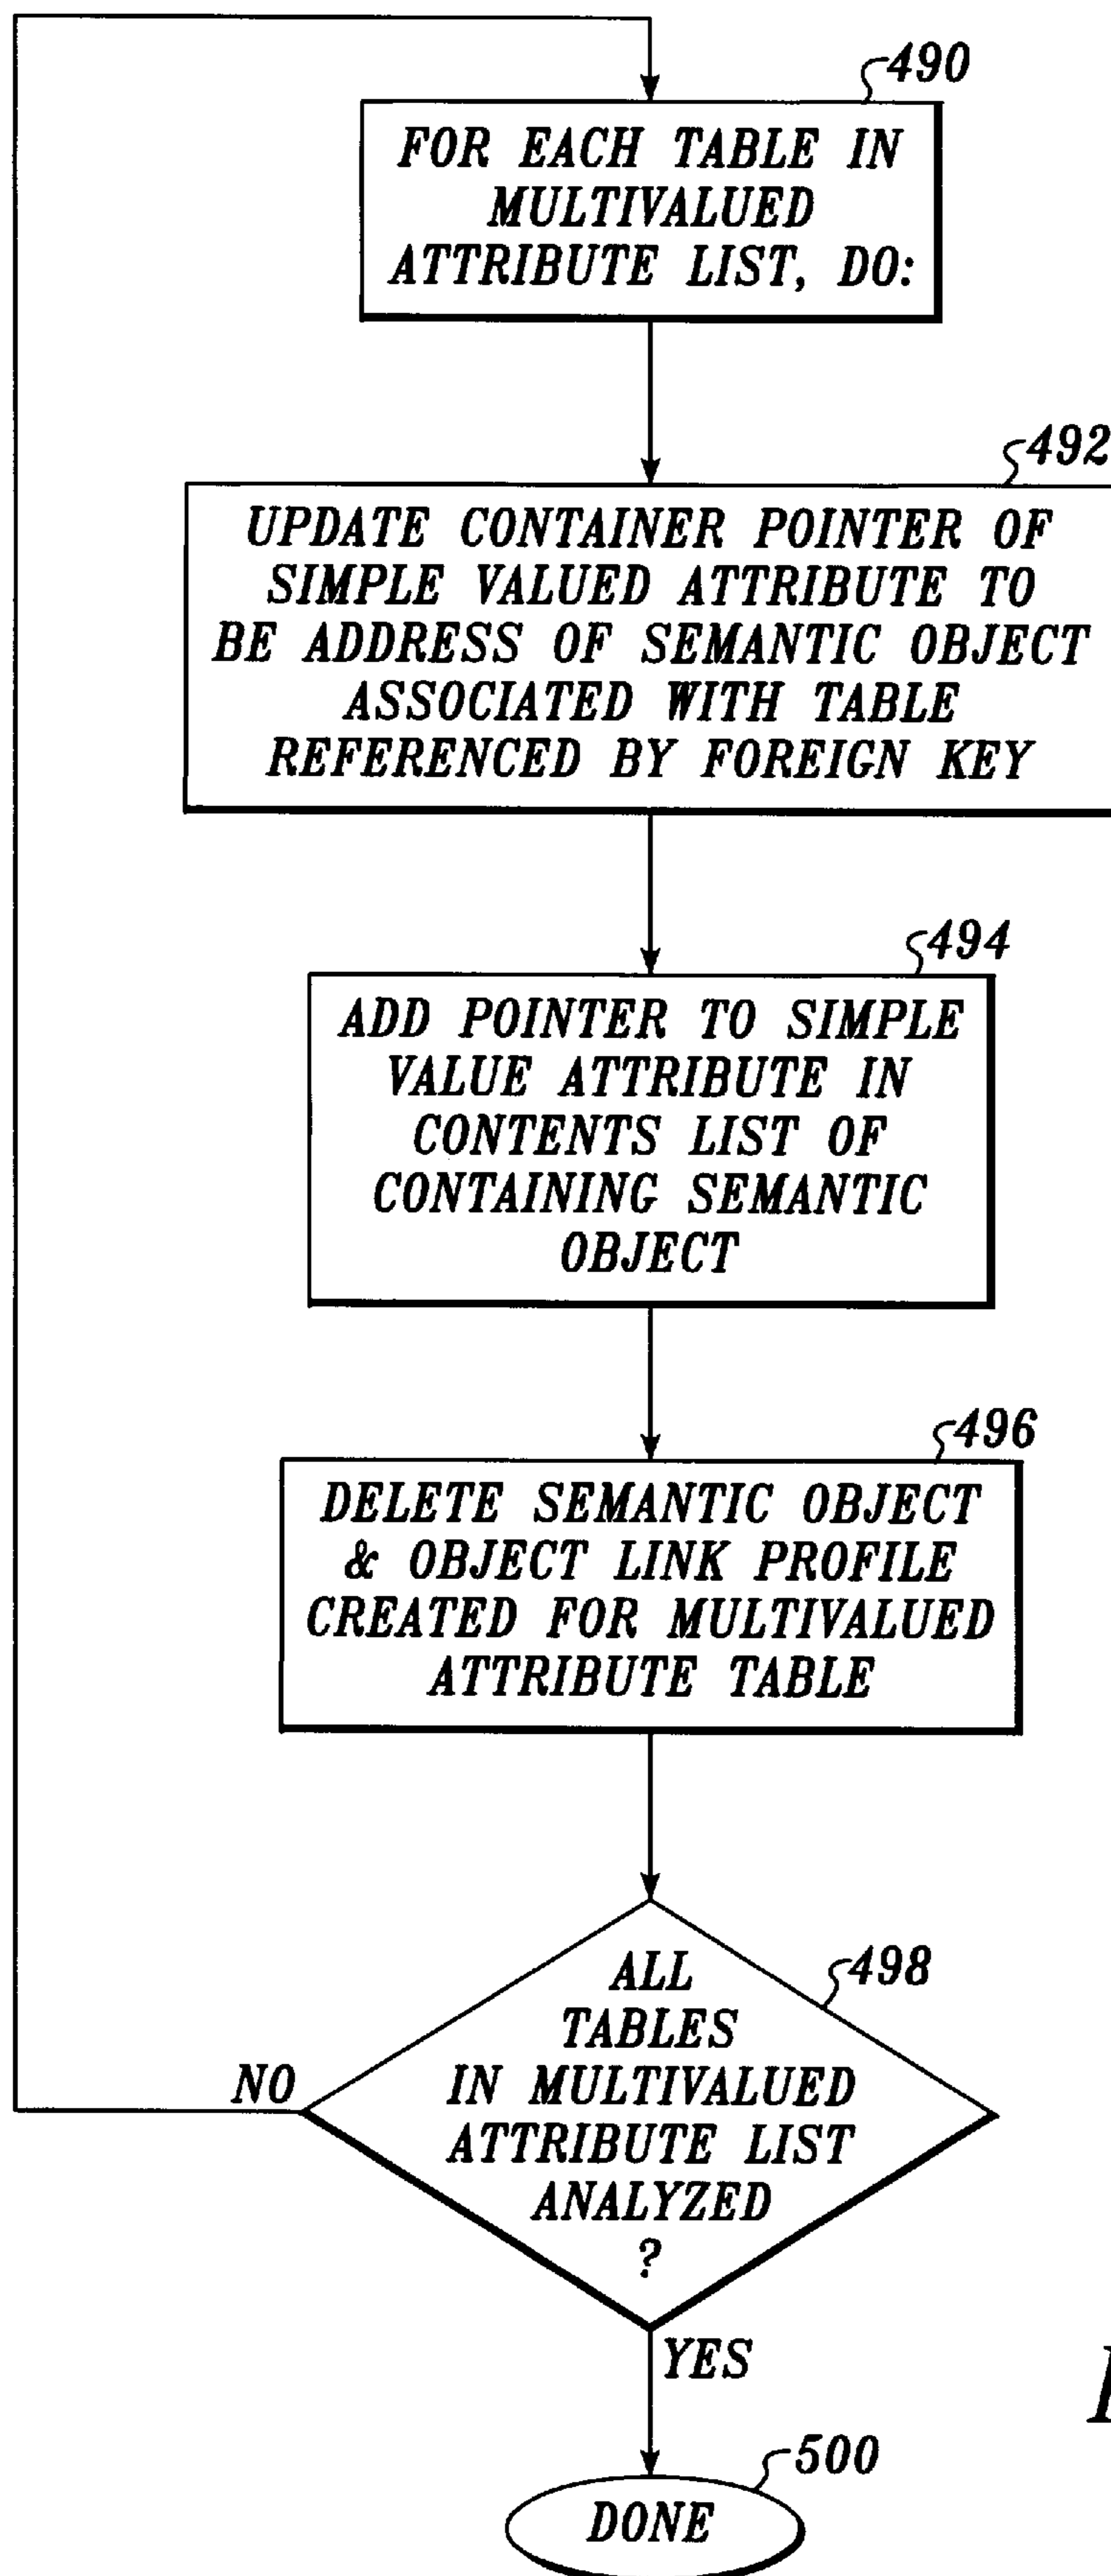 490
FOR EACH TABLE IN
MULTIVALUED
ATTRIBUTE LIST, DO:
492
UPDATE CONTAINER POINTER OF
SIMPLE VALUED ATTRIBUTE TO
BE ADDRESS OF SEMANTIC OBJECT
ASSOCIATED WITH TABLE
REFERENCED BY FOREIGN KEY
494
ADD POINTER TO SIMPLE
VALUE ATTRIBUTE IN
CONTENTS LIST OF
CONTAINING SEMANTIC
OBJECT
496
DELETE SEMANTIC OBJECT
& OBJECT LINK PROFILE
CREATED FOR MULTIVALUED
ATTRIBUTE TABLE
498
ALL
TABLES
IN MULTIVALUED
ATTRIBUTE LIST
ANALYZED
?
NO
YES
500
DONE